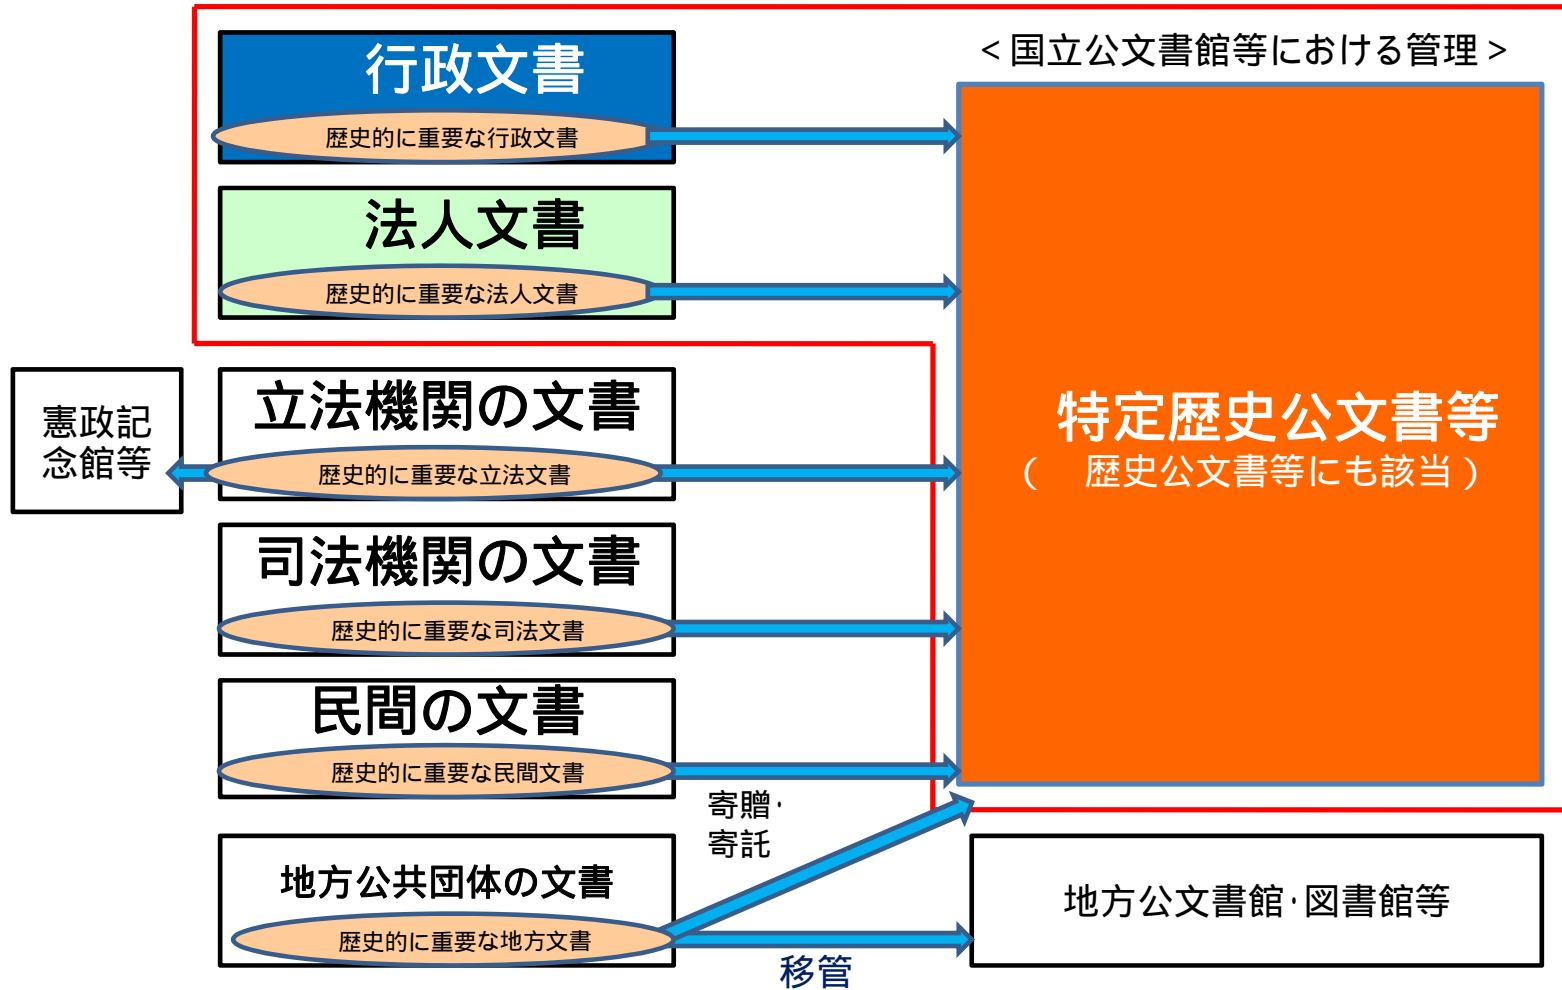 行政文書
歴史的に重要な行政文書
<国立公文書館等における管理>
法人文書
歴史的に重要な法人文書
憲政記
念館等
立法機関の文書
歴史的に重要な立法文書
特定歴史公文書等
(　歴史公文書等にも該当)
司法機関の文書
歴史的に重要な司法文書
民間の文書
歴史的に重要な民間文書
寄贈・
寄託
地方公共団体の文書
歴史的に重要な地方文書
移管
地方公文書館・図書館等